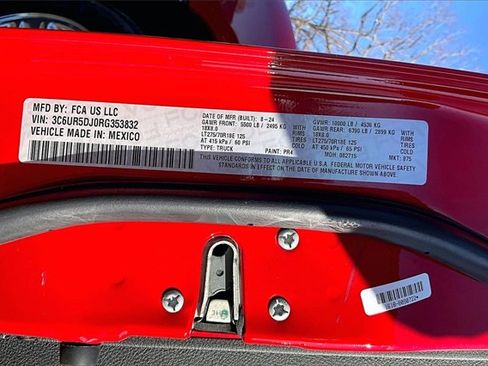 MFD BY: FCA US LLC
VIN: 3C6UR5DJ0RG353832
VEHICLE MADE IN: MEXICO
DATE OF MFR (BUILT): 8-24
GAWR FRONT: 5500 LB / 2495 KG
18X8.0
LT275/70R18E 125
AT 415 kPa / 60 PSI
TYPE: TRUCK
PAINT: PR4
GVWR: 10000 LB / 4536 KG
GAWR REAR: 6390 LB / 2899 KG
18X8.0 RIMS
LT275/70R18E 125 TIRES
AT 450 kPa / 65 PSI COLD
MDH: 082715
MKT: 875
THIS VEHICLE CONFORMS TO ALL APPLICABLE U.S.A. FEDERAL MOTOR VEHICLE SAFETY
STANDARDS IN EFFECT ON THE DATE OF MANUFACTURE SHOWN ABOVE.